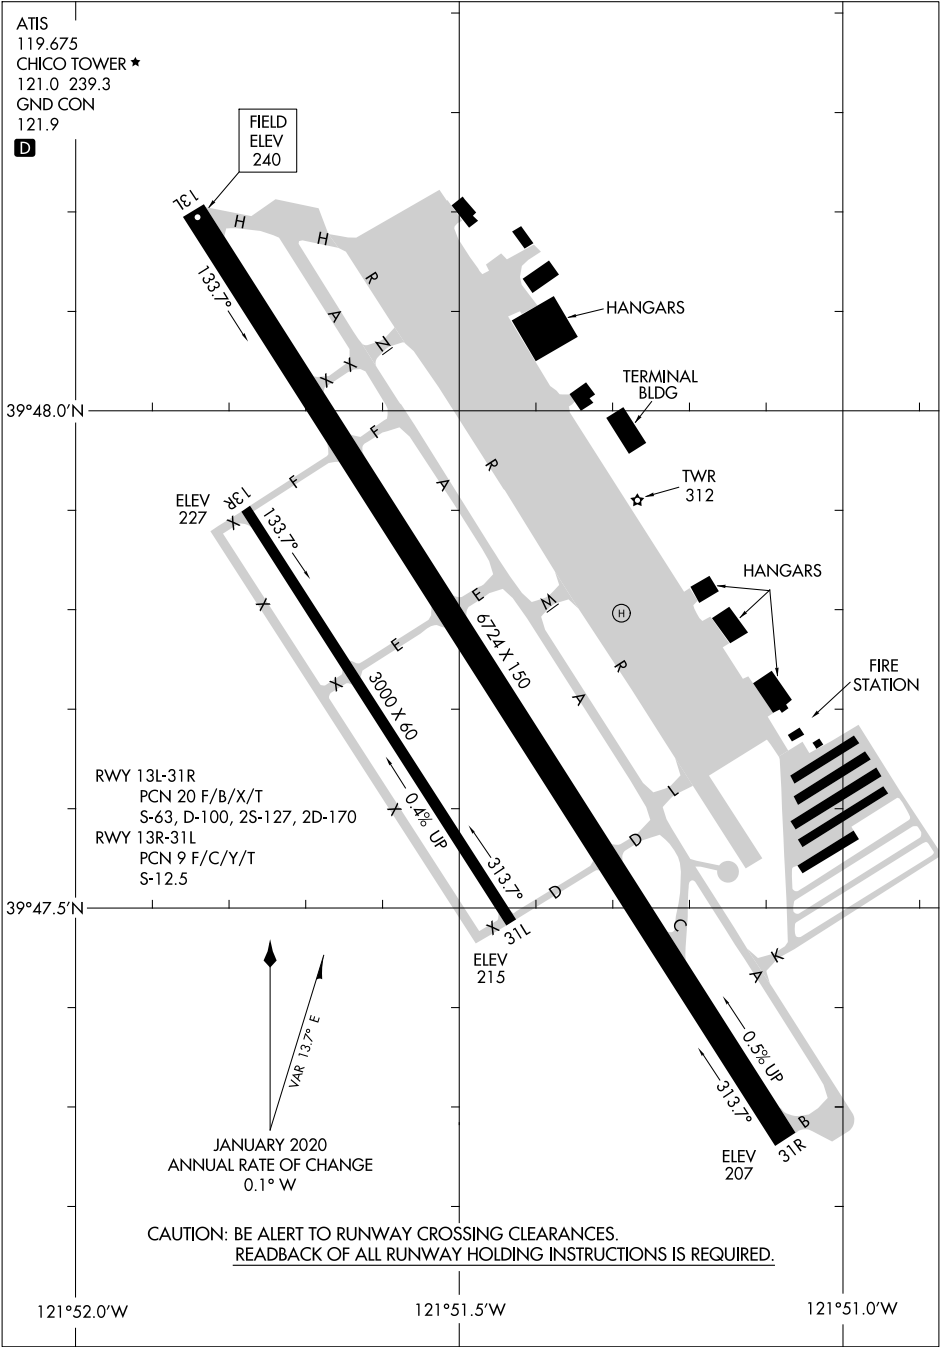 ATIS
119.675
CHICO TOWER ★
121.0 239.3
GND CON
121.9
D
FIELD
ELEV
240
13L
133.7°
H
H
R
A
N
X
X
HANGARS
TERMINAL
BLDG
39°48.0'N
F
F
R
A
TWR
312
ELEV
227
13R
X
133.7°
HANGARS
X
E
E
M
H
6724 X 150
R
FIRE
STATION
X
3000 X 60
A
RWY 13L-31R
PCN 20 F/B/X/T
S-63, D-100, 2S-127, 2D-170
RWY 13R-31L
PCN 9 F/C/Y/T
S-12.5
X
0.4% UP
L
D
313.7°
D
39°47.5'N
X
31L
ELEV
215
C
K
A
VAR 13.7° E
0.5% UP
313.7°
B
31R
ELEV
207
JANUARY 2020
ANNUAL RATE OF CHANGE
0.1° W
CAUTION: BE ALERT TO RUNWAY CROSSING CLEARANCES.
READBACK OF ALL RUNWAY HOLDING INSTRUCTIONS IS REQUIRED.
121°52.0'W
121°51.5'W
121°51.0'W